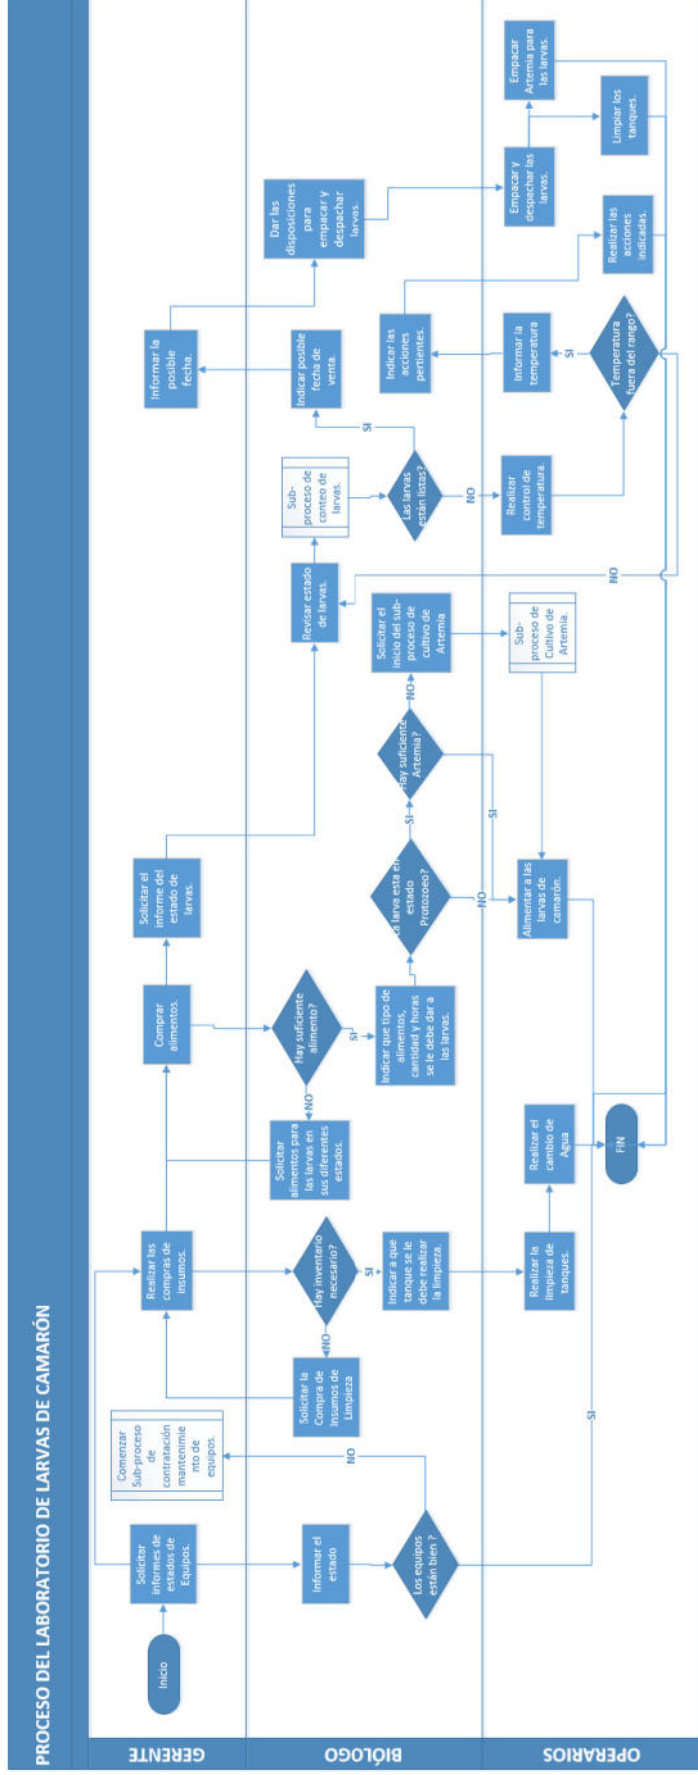 PROCESO DEL LABORATORIO DE LARVAS DE CAMARÓN
GERENTE
Inicio
Solicitar
informes de
estados de
Equipos.
Comenzar
Sub-proceso
de
contratación
mantenimie
nto de
equipos.
Realizar las
compras de
insumos.
Comprar
alimentos.
Solicitar el
informe del
estado de
larvas.
Informar la
posible
fecha.
BIÓLOGO
Informar el
estado
Los equipos
están bien ?
NO
SI
Solicitar la
Compra de
Insumos de
Limpieza
NO
Hay inventario
necesario?
SI
Indicar a que
tanque se le
debe realizar
la limpieza.
Solicitar
alimentos para
las larvas en
sus diferentes
estados.
NO
Hay suficiente
alimento?
SI
Indicar que tipo de
alimentos,
cantidad y horas
se le debe dar a
las larvas.
La larva esta en
estado
Protozoeo?
SI
NO
Hay suficiente
Artemia?
NO
SI
Solicitar el
inicio del sub-
proceso de
cultivo de
Artemia
Revisar estado
de larvas.
Sub-
proceso de
conteo de
larvas.
Las larvas
están listas?
SI
NO
Indicar posible
fecha de
venta.
Indicar las
acciones
pertientes.
Dar las
disposiciones
para
empacar y
despachar
larvas.
OPERARIOS
Realizar la
limpieza de
tanques.
Realizar el
cambio de
Agua
FIN
Alimentar a las
larvas de
camarón.
Sub-
proceso de
Cultivo de
Artemia.
Realizar
control de
temperatura.
Temperatura
fuera del rango?
SI
NO
Informar la
temperatura
Realizar las
acciones
indicadas.
Empacar y
despachar las
larvas.
Empacar
Artemia para
las larvas.
Limpiar los
tanques.